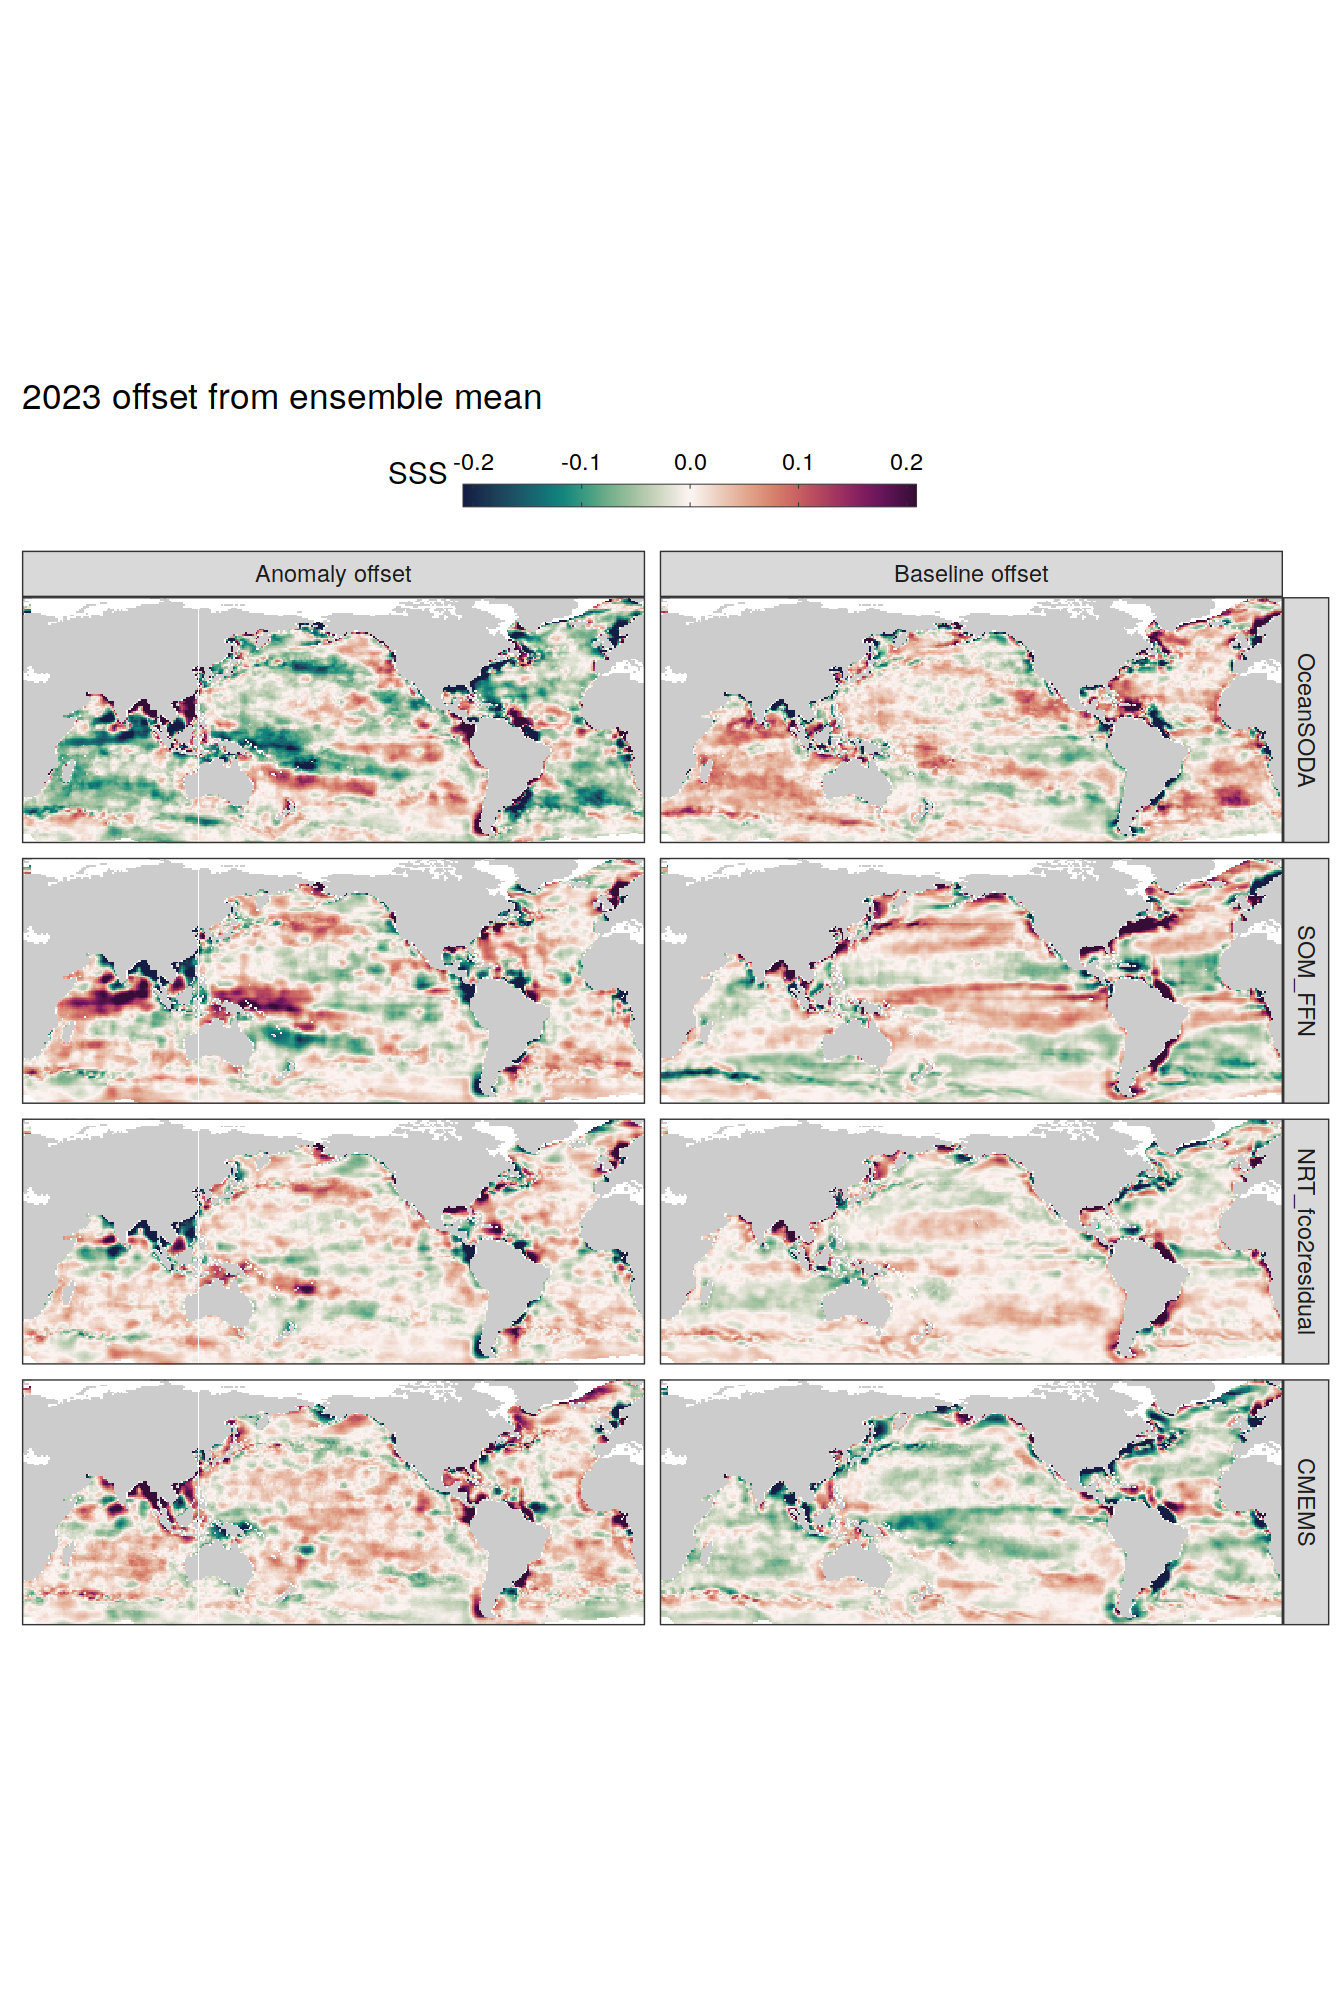 2023 offset from ensemble mean
SSS
-0.2 -0.1 0.0 0.1 0.2
Anomaly offset
Baseline offset
OceanSODA
SOM_FFN
NRT_fco2residual
CMEMS